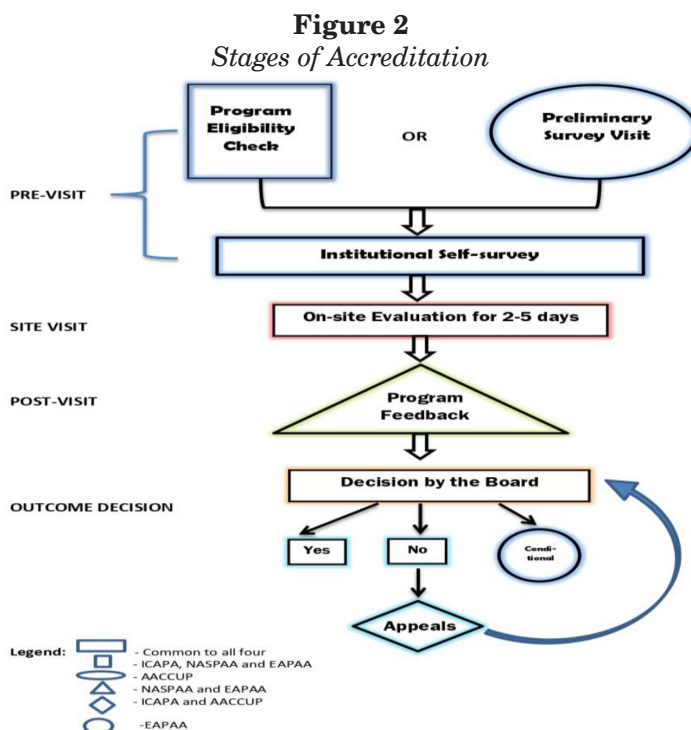 Figure 2
Stages of Accreditation
Program
Eligibility
Check
OR
Preliminary
Survey Visit
PRE-VISIT
Institutional Self-survey
SITE VISIT
On-site Evaluation for 2-5 days
POST-VISIT
Program
Feedback
Decision by the Board
OUTCOME DECISION
Yes
No
Condi-
tional
Appeals
Legend:
- Common to all four
- ICAPA, NASPAA and EAPAA
- AACCUP
- NASPAA and EAPAA
- ICAPA and AACCUP
-EAPAA